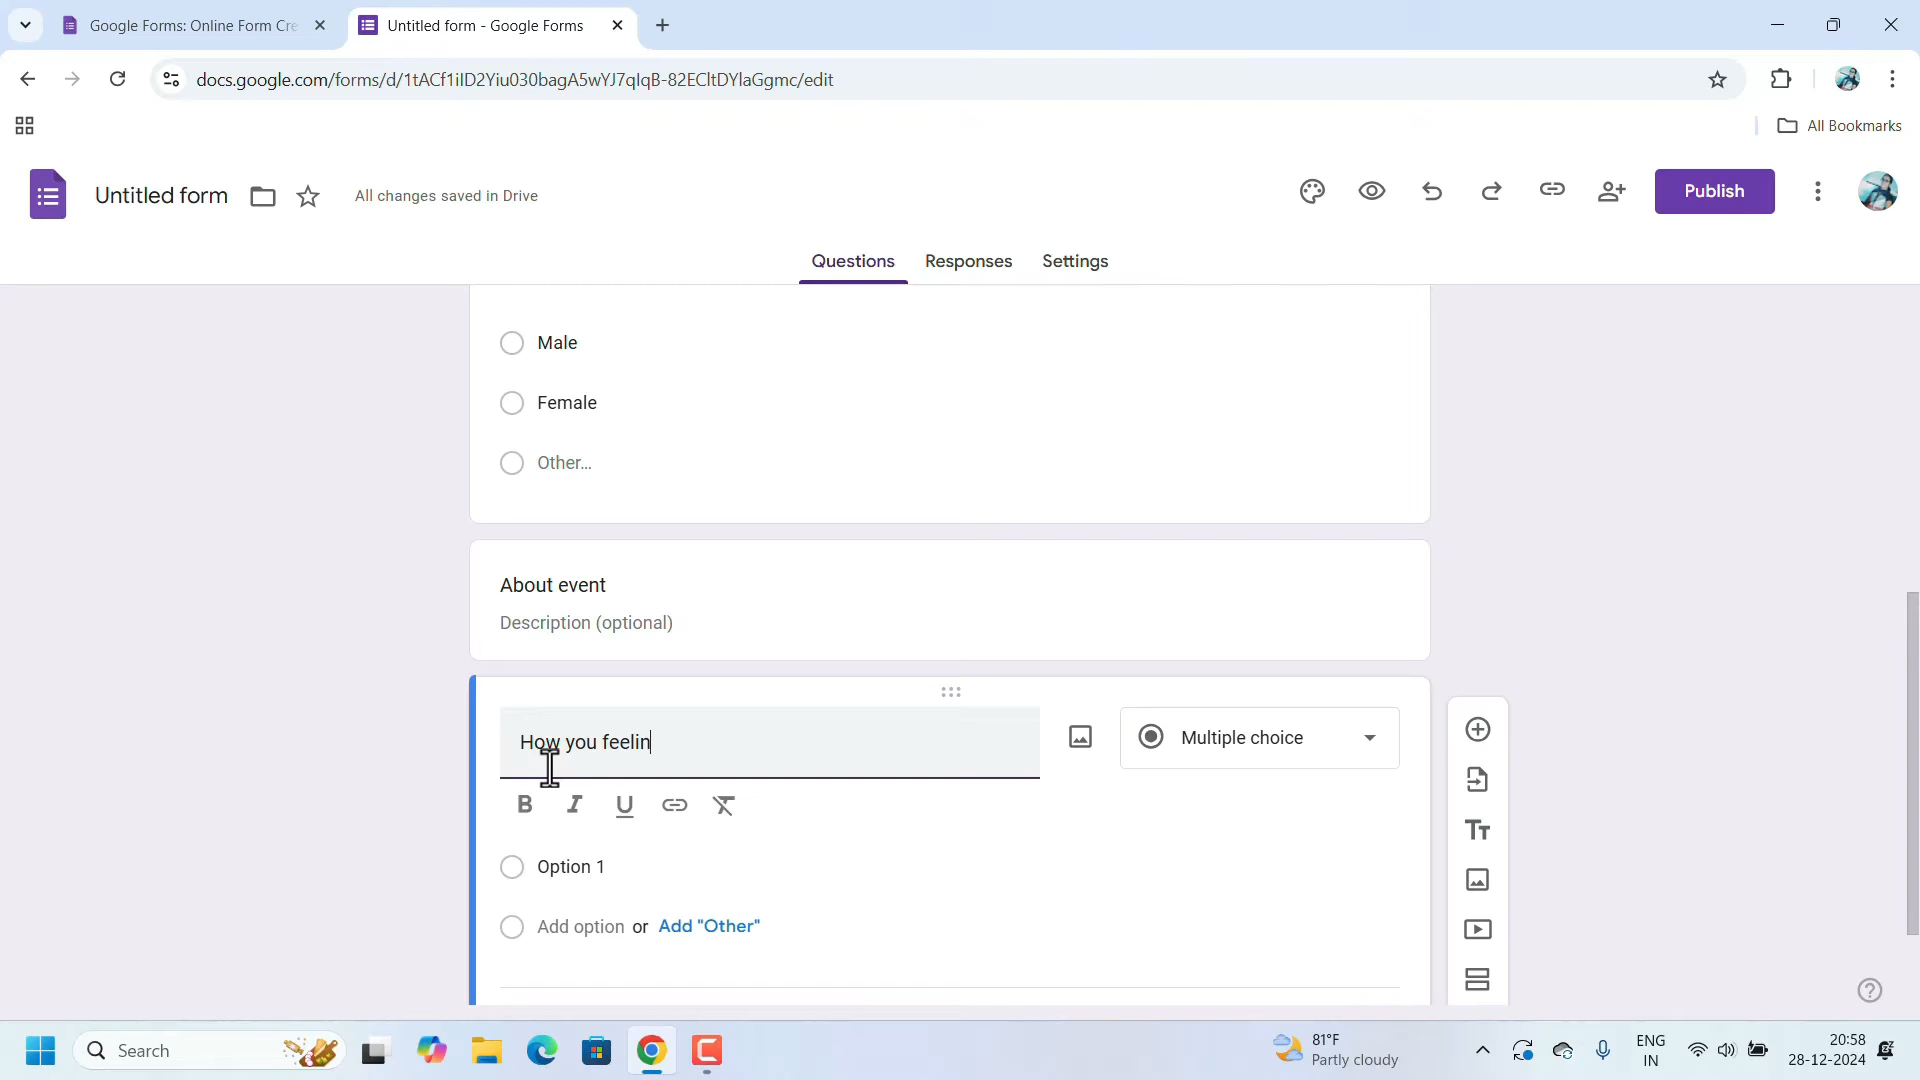 Google Forms: Online Form Cre
Untitled form - Google Forms
docs.google.com/forms/d/1tACf1iID2Yiu030bagA5wYJ7qIqB-82ECltDYlaGgmc/edit
All Bookmarks
Untitled form
All changes saved in Drive
Publish
Questions
Responses
Settings
Male
Female
Other...
About event
Description (optional)
How you feelin
Multiple choice
B I U
Option 1
Add option or Add "Other"
Tт
Search
81°F
Partly cloudy
ENG
IN
20:58
28-12-2024